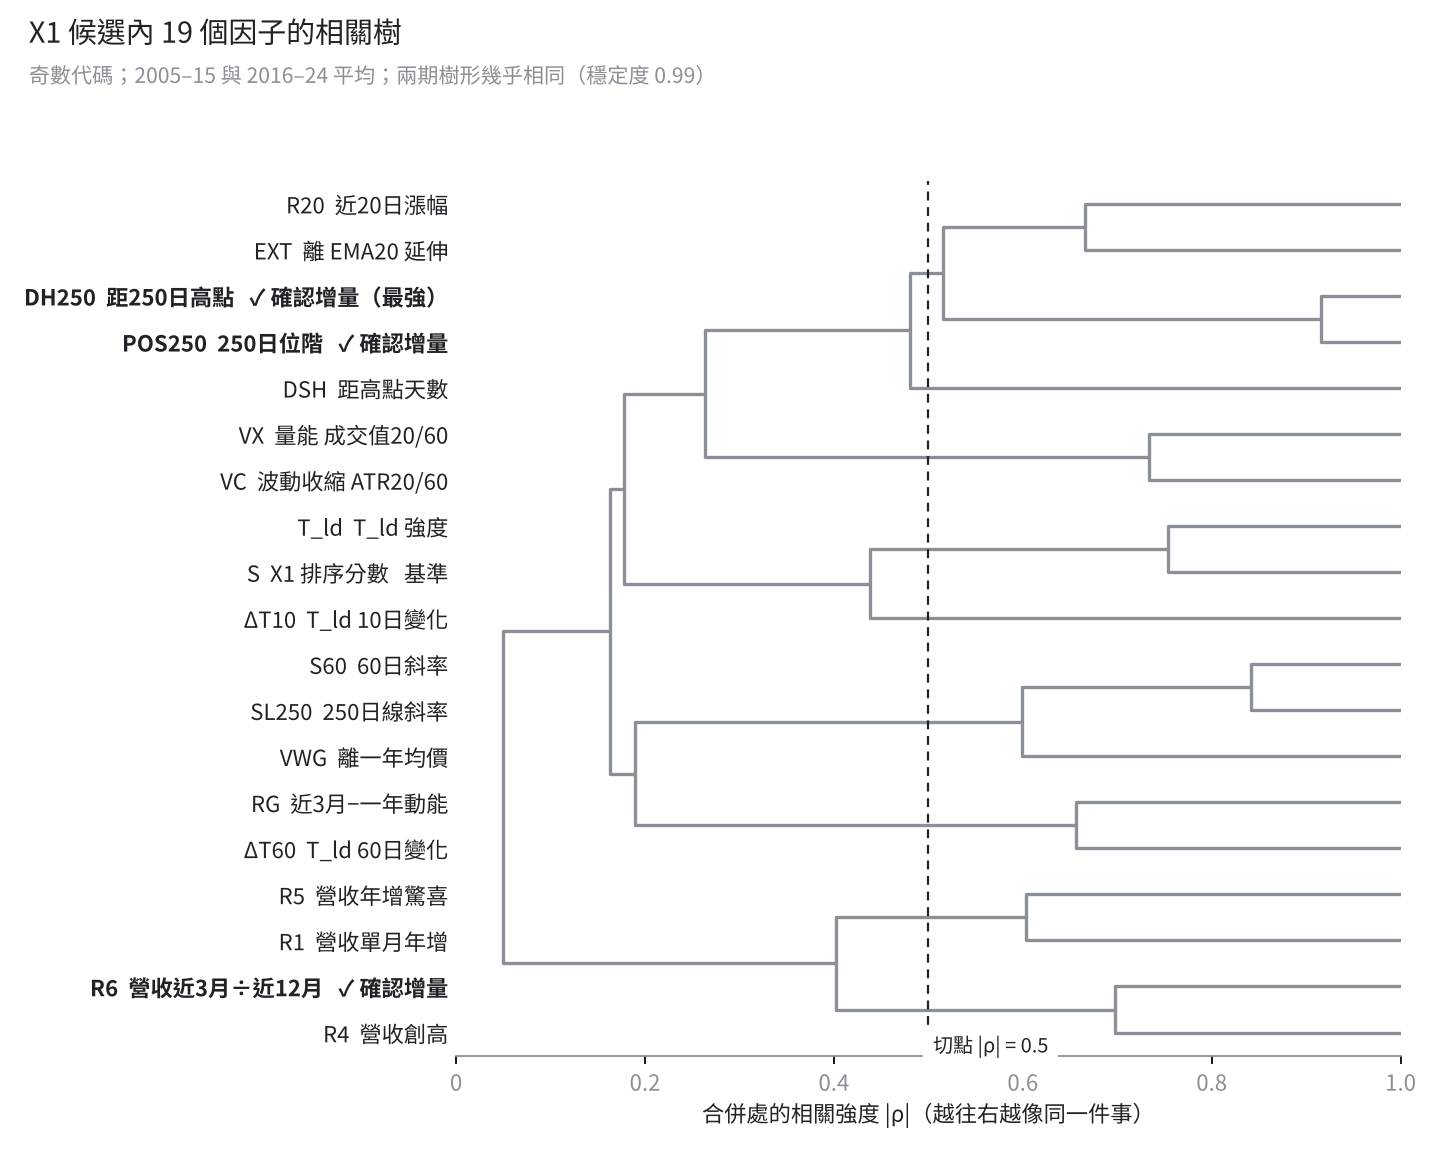 X1 候選內 19 個因子的相關樹
奇數代碼；2005–15 與 2016–24 平均；兩期樹形幾乎相同（穩定度 0.99）
R20 近20日漲幅
EXT 離 EMA20 延伸
DH250 距250日高點 ✓確認增量（最強）
POS250 250日位階 ✓確認增量
DSH 距高點天數
VX 量能 成交值20/60
VC 波動收縮 ATR20/60
T_ld T_ld 強度
S X1 排序分數 基準
ΔT10 T_ld 10日變化
S60 60日斜率
SL250 250日線斜率
VWG 離一年均價
RG 近3月−一年動能
ΔT60 T_ld 60日變化
R5 營收年增驚喜
R1 營收單月年增
R6 營收近3月÷近12月 ✓確認增量
R4 營收創高
切點 |ρ| = 0.5
0 0.2 0.4 0.6 0.8 1.0
合併處的相關強度 |ρ|（越往右越像同一件事）